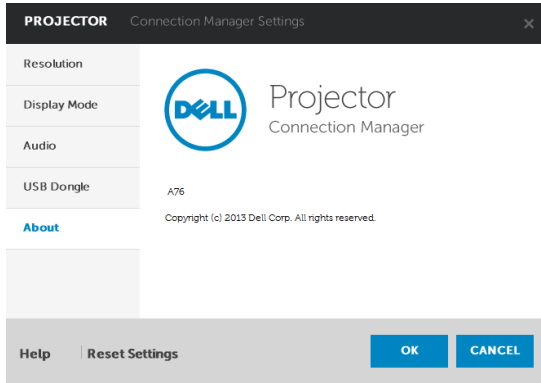 PROJECTOR Connection Manager Settings ×
Resolution
Display Mode
Audio
USB Dongle
About
DELL
Projector
Connection Manager
A76
Copyright (c) 2013 Dell Corp. All rights reserved.
Help Reset Settings OK CANCEL